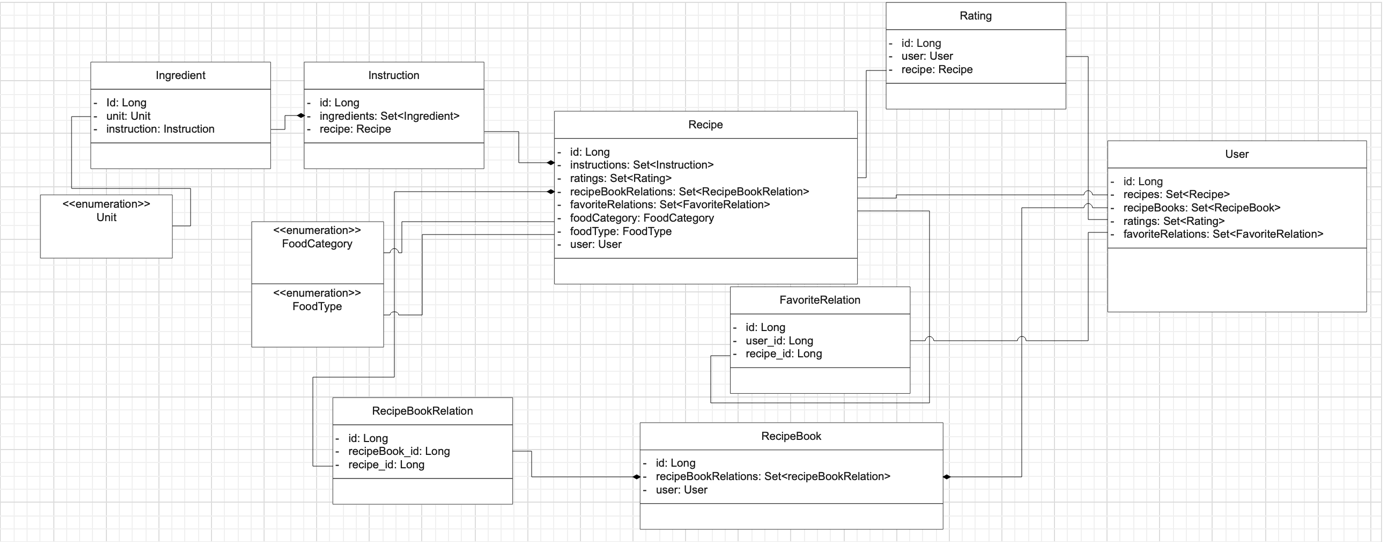 Rating
- id: Long
- user: User
- recipe: Recipe
Ingredient
- Id: Long
- unit: Unit
- instruction: Instruction
Instruction
- id: Long
- ingredients: Set<Ingredient>
- recipe: Recipe
Recipe
- id: Long
- instructions: Set<Instruction>
- ratings: Set<Rating>
- recipeBookRelations: Set<RecipeBookRelation>
- favoriteRelations: Set<FavoriteRelation>
- foodCategory: FoodCategory
- foodType: FoodType
- user: User
User
- id: Long
- recipes: Set<Recipe>
- recipeBooks: Set<RecipeBook>
- ratings: Set<Rating>
- favoriteRelations: Set<FavoriteRelation>
<<enumeration>>
Unit
<<enumeration>>
FoodCategory
<<enumeration>>
FoodType
FavoriteRelation
- id: Long
- user_id: Long
- recipe_id: Long
RecipeBookRelation
- id: Long
- recipeBook_id: Long
- recipe_id: Long
RecipeBook
- id: Long
- recipeBookRelations: Set<recipeBookRelation>
- user: User